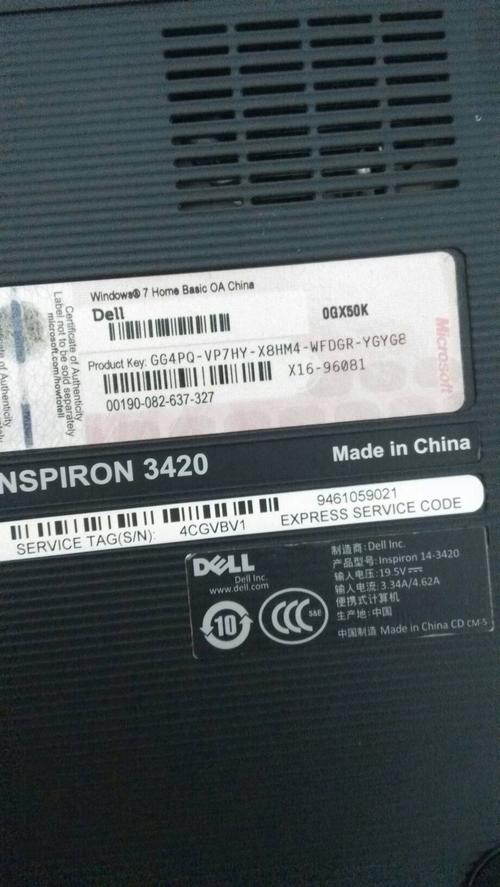 Windows® 7 Home Basic OA China
Dell
0GX50K
Product Key: GG4PQ-VP7HY-X8HM4-WFDGR-YGYG8
X16-96081
00190-082-637-327
Certificate of Authenticity
Label not to be sold separately
microsoft.com/howtotell
Microsoft
NSPIRON 3420
Made in China
SERVICE TAG(S/N): 4CGVBV1
9461059021
EXPRESS SERVICE CODE
DELL
Dell Inc.
www.dell.com
10
S&E
制造商: Dell Inc.
产品型号: Inspiron 14-3420
输入电压: 19.5V⎓
输入电流: 3.34A/4.62A
便携式计算机
生产地: 中国
中国制造 Made in China CD CM-5